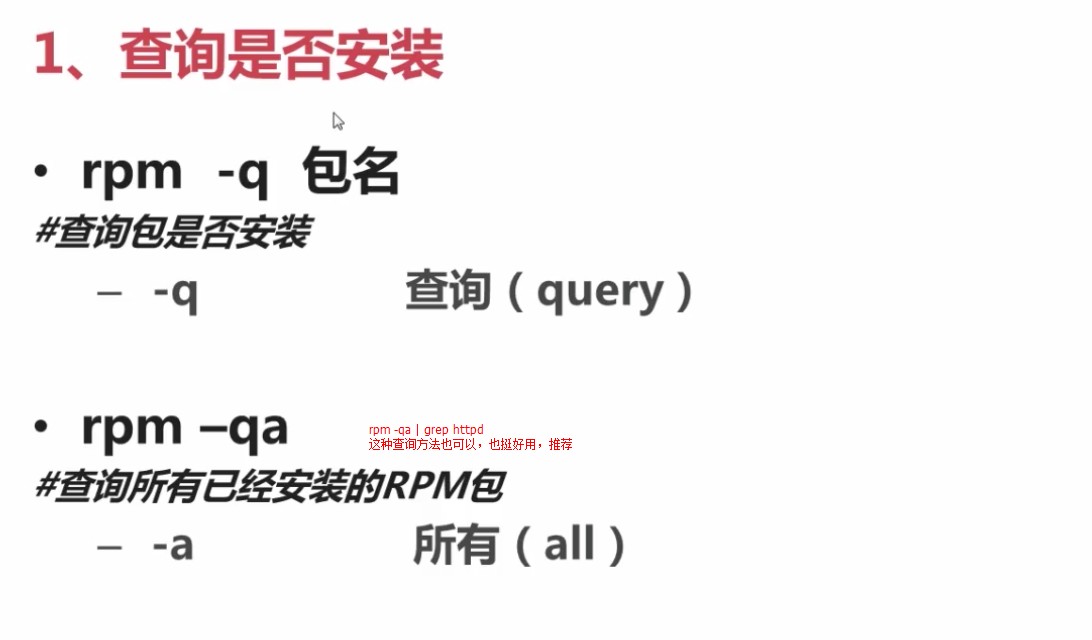 1、查询是否安装
• rpm -q 包名
#查询包是否安装
– -q 查询（query）
• rpm –qa
rpm -qa | grep httpd
这种查询方法也可以，也挺好用，推荐
#查询所有已经安装的RPM包
– -a 所有（all）